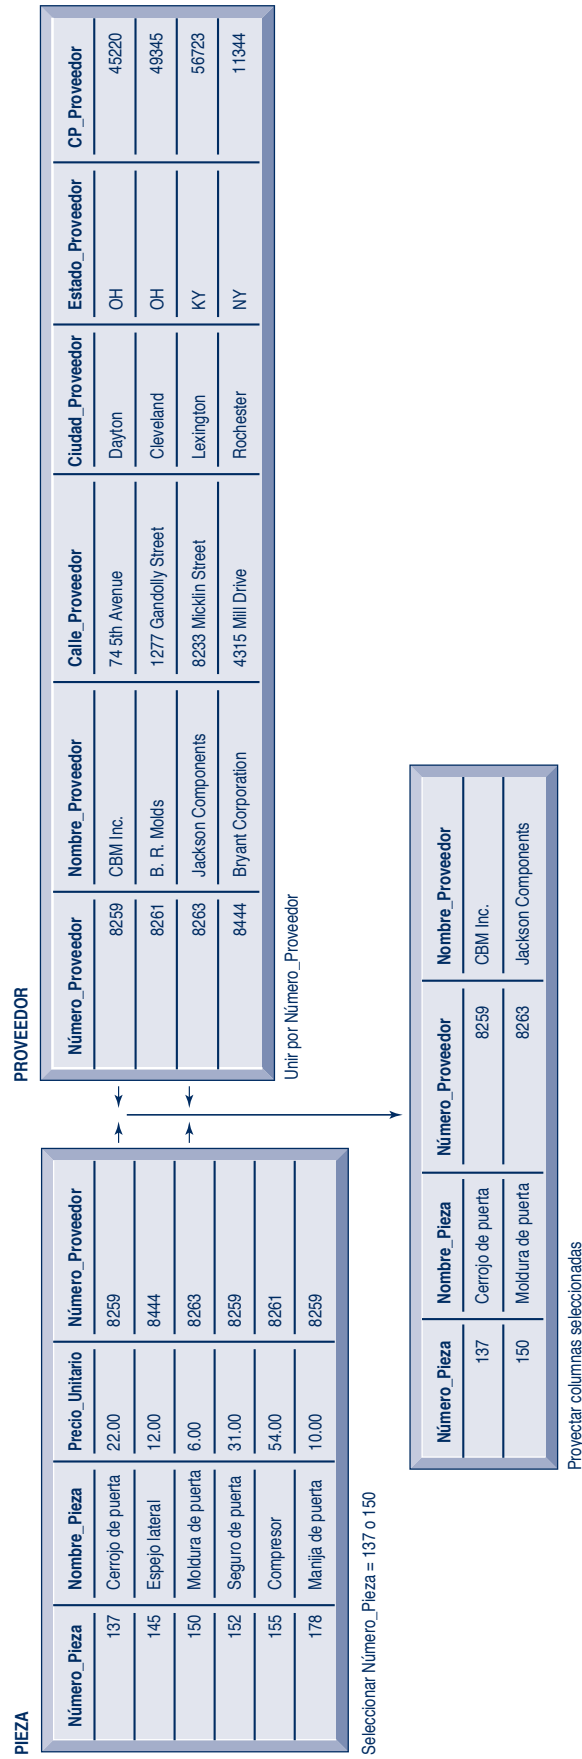 PIEZA
Número_Pieza Nombre_Pieza Precio_Unitario Número_Proveedor
137 Cerrojo de puerta 22.00 8259
145 Espejo lateral 12.00 8444
150 Moldura de puerta 6.00 8263
152 Seguro de puerta 31.00 8259
155 Compresor 54.00 8261
178 Manija de puerta 10.00 8259
Seleccionar Número_Pieza = 137 o 150
PROVEEDOR
Número_Proveedor Nombre_Proveedor Calle_Proveedor Ciudad_Proveedor Estado_Proveedor CP_Proveedor
8259 CBM Inc. 74 5th Avenue Dayton OH 45220
8261 B. R. Molds 1277 Gandolly Street Cleveland OH 49345
8263 Jackson Components 8233 Micklin Street Lexington KY 56723
8444 Bryant Corporation 4315 Mill Drive Rochester NY 11344
Unir por Número_Proveedor
Número_Pieza Nombre_Pieza Número_Proveedor Nombre_Proveedor
137 Cerrojo de puerta 8259 CBM Inc.
150 Moldura de puerta 8263 Jackson Components
Proyectar columnas seleccionadas